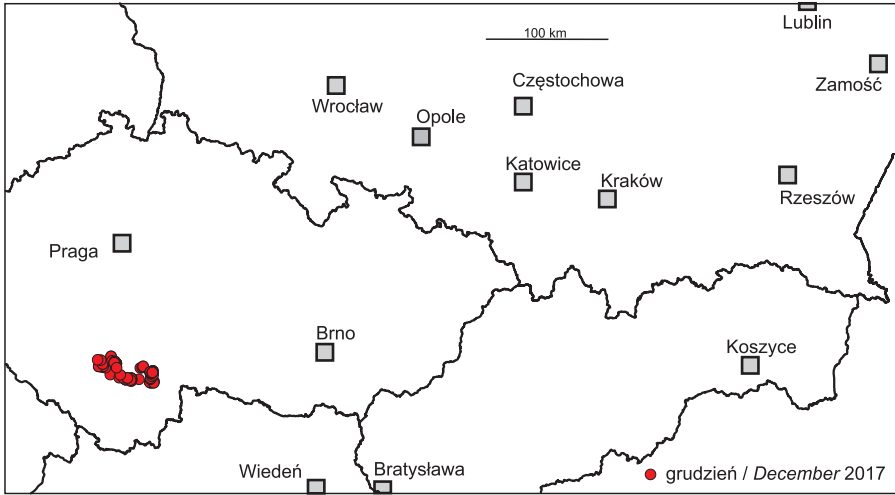 Lublin
100 km
Zamość
Częstochowa
Wrocław
Opole
Katowice
Kraków
Rzeszów
Praga
Brno
Koszyce
Wiedeń
Bratysława
grudzień / December 2017